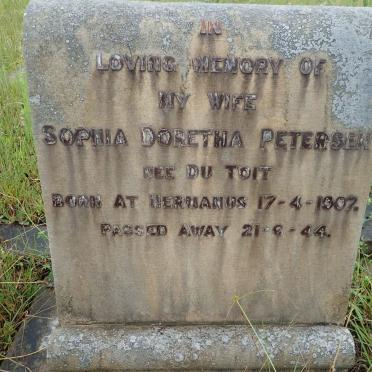 IN
LOVING MEMORY OF
MY WIFE
SOPHIA DORETHA PETERSEN
NEE DU TOIT
BORN AT HERMANUS 17-4-1907.
PASSED AWAY 21-9-44.